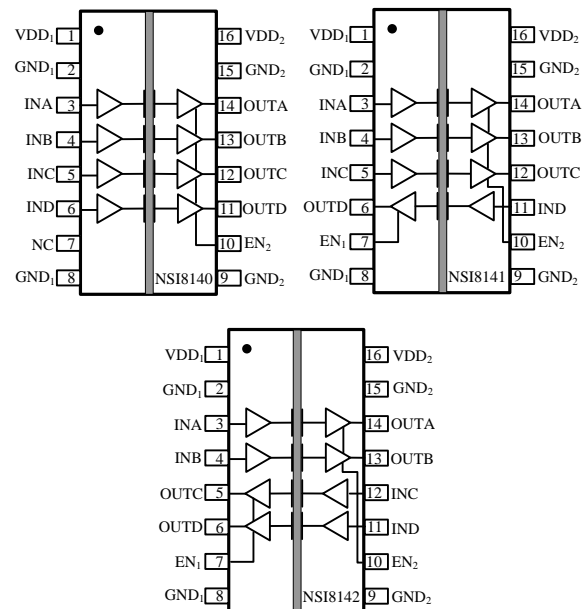 VDD₁ 1 16 VDD₂
GND₁ 2 15 GND₂
INA 3 14 OUTA
INB 4 13 OUTB
INC 5 12 OUTC
IND 6 11 OUTD
NC 7 10 EN₂
GND₁ 8 NSI8140 9 GND₂
VDD₁ 1 16 VDD₂
GND₁ 2 15 GND₂
INA 3 14 OUTA
INB 4 13 OUTB
INC 5 12 OUTC
OUTD 6 11 IND
EN₁ 7 10 EN₂
GND₁ 8 NSI8141 9 GND₂
VDD₁ 1 16 VDD₂
GND₁ 2 15 GND₂
INA 3 14 OUTA
INB 4 13 OUTB
OUTC 5 12 INC
OUTD 6 11 IND
EN₁ 7 10 EN₂
GND₁ 8 NSI8142 9 GND₂